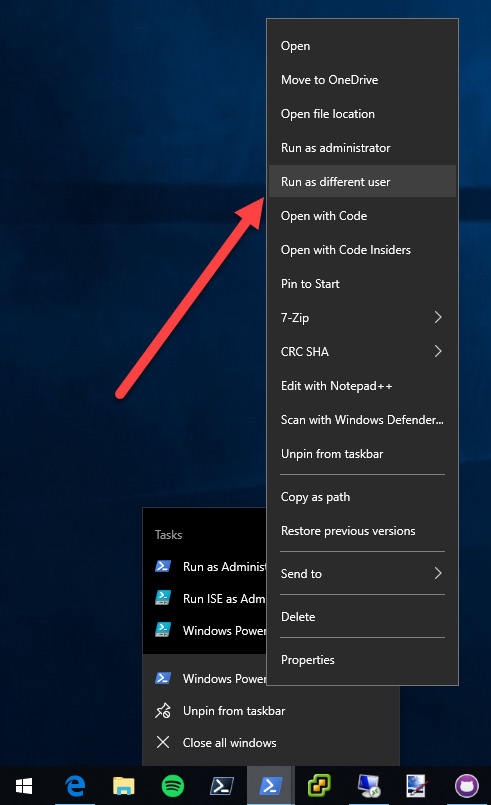 Open
Move to OneDrive
Open file location
Run as administrator
Run as different user
Open with Code
Open with Code Insiders
Pin to Start
7-Zip
CRC SHA
Edit with Notepad++
Scan with Windows Defender...
Unpin from taskbar
Copy as path
Restore previous versions
Send to
Delete
Properties
Tasks
Run as Adminis
Run ISE as Adm
Windows Power
Windows Power
Unpin from taskbar
Close all windows